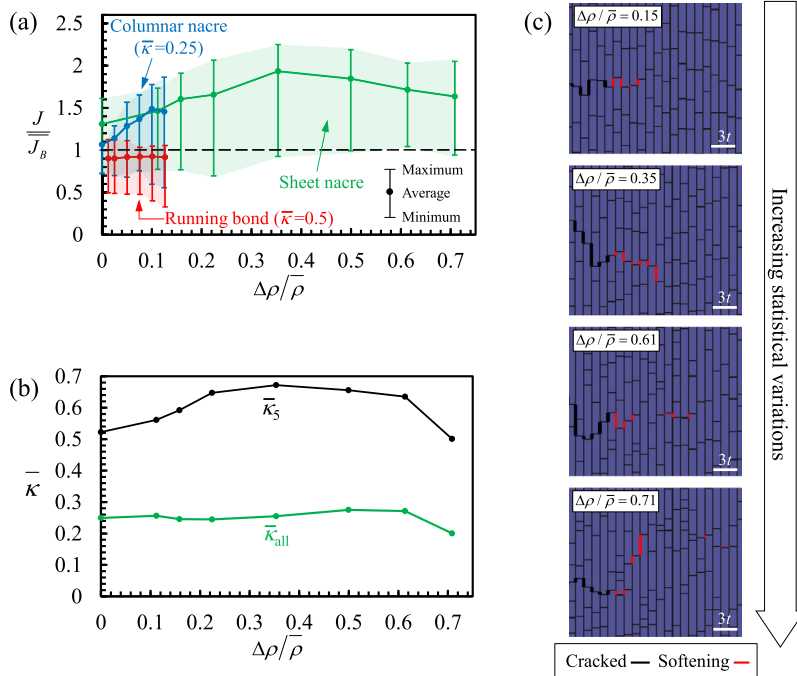 (a)
2.5
2
1.5
1
0.5
0
J
J̅_B
Columnar nacre
(κ̅=0.25)
Sheet nacre
Running bond (κ̅=0.5)
Maximum
Average
Minimum
0 0.1 0.2 0.3 0.4 0.5 0.6 0.7
Δρ/ρ̅
(b)
0.7
0.6
0.5
0.4
0.3
0.2
0.1
0
κ̅
κ̅₅
κ̅_all
0 0.1 0.2 0.3 0.4 0.5 0.6 0.7
Δρ/ρ̅
(c)
Δρ/ρ̅ = 0.15
3t
Δρ/ρ̅ = 0.35
3t
Δρ/ρ̅ = 0.61
3t
Δρ/ρ̅ = 0.71
3t
Cracked Softening
Increasing statistical variations